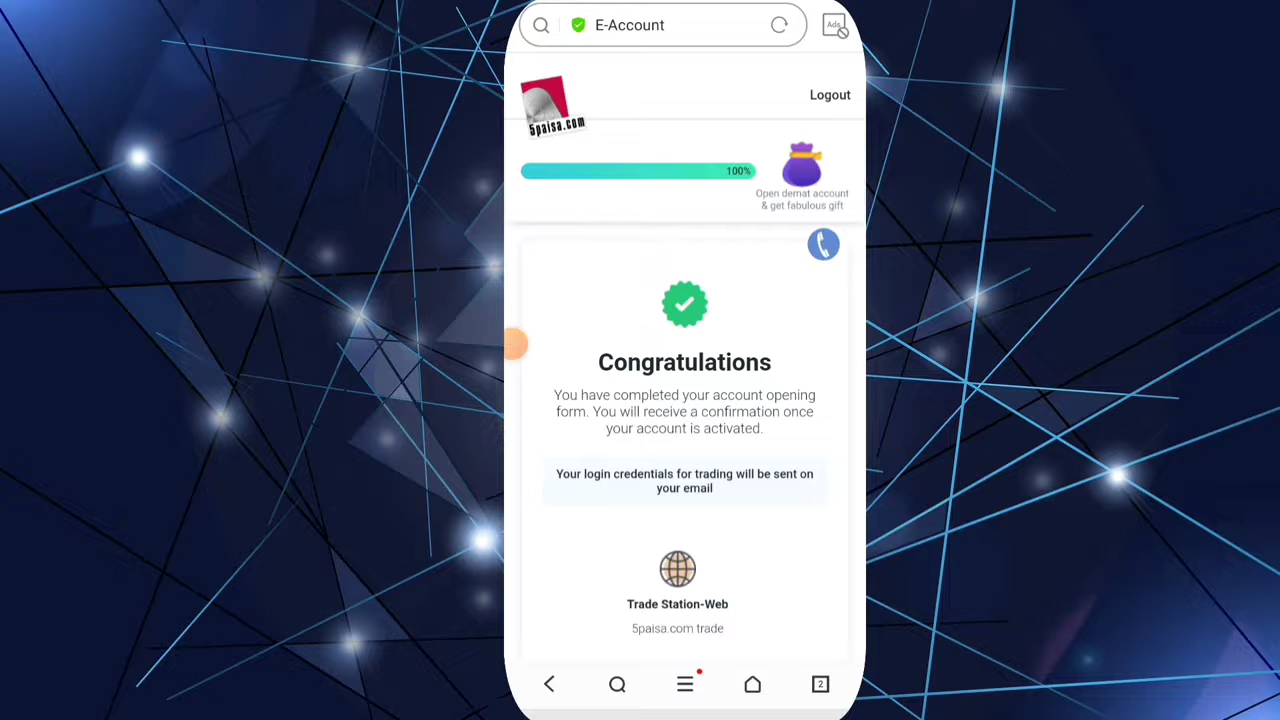 E-Account
Ads
Logout
5paisa.com
100%
Open demat account
& get fabulous gift
Congratulations
You have completed your account opening
form. You will receive a confirmation once
your account is activated.
Your login credentials for trading will be sent on
your email
Trade Station-Web
5paisa.com trade
2